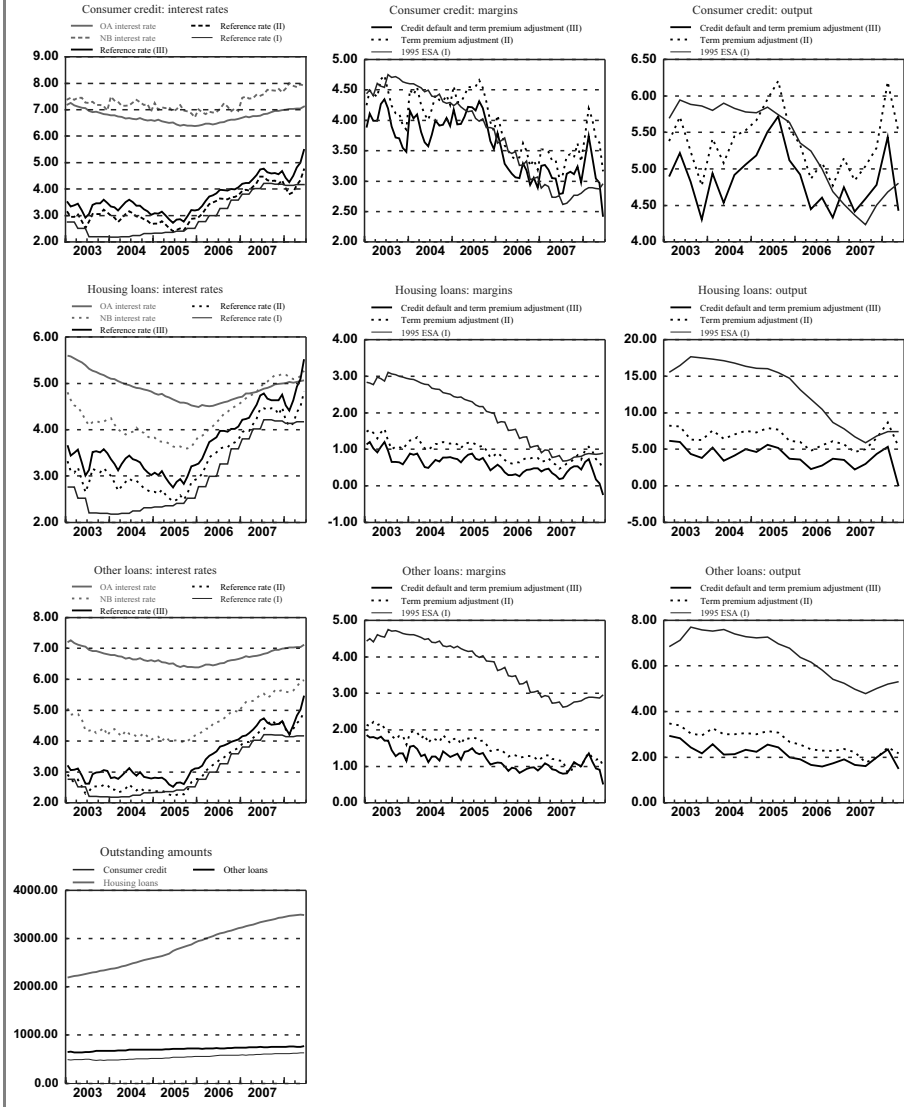 Consumer credit: interest rates
OA interest rate
Reference rate (II)
NB interest rate
Reference rate (I)
Reference rate (III)
9.00
8.00
7.00
6.00
5.00
4.00
3.00
2.00
2003 2004 2005 2006 2007
Consumer credit: margins
Credit default and term premium adjustment (III)
Term premium adjustment (II)
1995 ESA (I)
5.00
4.50
4.00
3.50
3.00
2.50
2.00
2003 2004 2005 2006 2007
Consumer credit: output
Credit default and term premium adjustment (III)
Term premium adjustment (II)
1995 ESA (I)
6.50
6.00
5.50
5.00
4.50
4.00
2003 2004 2005 2006 2007
Housing loans: interest rates
OA interest rate
Reference rate (II)
NB interest rate
Reference rate (I)
Reference rate (III)
6.00
5.00
4.00
3.00
2.00
2003 2004 2005 2006 2007
Housing loans: margins
Credit default and term premium adjustment (III)
Term premium adjustment (II)
1995 ESA (I)
4.00
3.00
2.00
1.00
0.00
-1.00
2003 2004 2005 2006 2007
Housing loans: output
Credit default and term premium adjustment (III)
Term premium adjustment (II)
1995 ESA (I)
20.00
15.00
10.00
5.00
0.00
-5.00
2003 2004 2005 2006 2007
Other loans: interest rates
OA interest rate
Reference rate (II)
NB interest rate
Reference rate (I)
Reference rate (III)
8.00
7.00
6.00
5.00
4.00
3.00
2.00
2003 2004 2005 2006 2007
Other loans: margins
Credit default and term premium adjustment (III)
Term premium adjustment (II)
1995 ESA (I)
5.00
4.00
3.00
2.00
1.00
0.00
2003 2004 2005 2006 2007
Other loans: output
Credit default and term premium adjustment (III)
Term premium adjustment (II)
1995 ESA (I)
8.00
6.00
4.00
2.00
0.00
2003 2004 2005 2006 2007
Outstanding amounts
Consumer credit
Other loans
Housing loans
4000.00
3000.00
2000.00
1000.00
0.00
2003 2004 2005 2006 2007